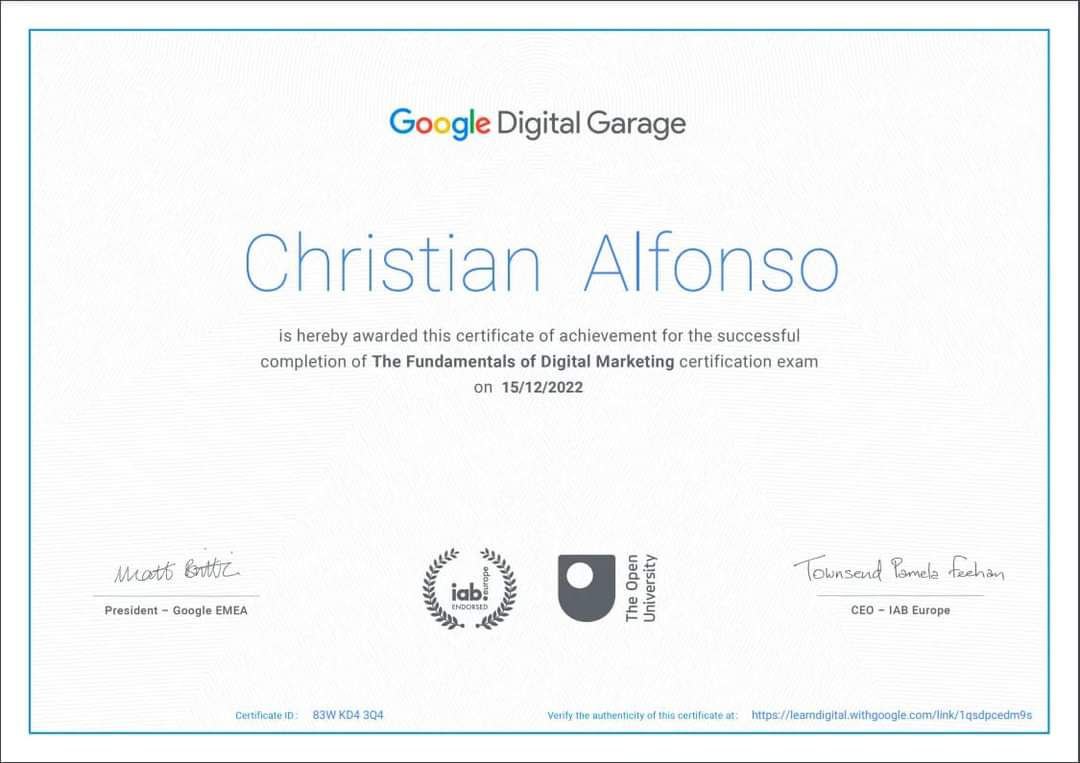 Google Digital Garage
Christian Alfonso
is hereby awarded this certificate of achievement for the successful
completion of The Fundamentals of Digital Marketing certification exam
on 15/12/2022
Matt
President – Google EMEA
iab europe
ENDORSED
The Open
University
Townsend Pamela Feehan
CEO – IAB Europe
Certificate ID : 83W KD4 3Q4
Verify the authenticity of this certificate at: https://learndigital.withgoogle.com/link/1qsdpcedm9s